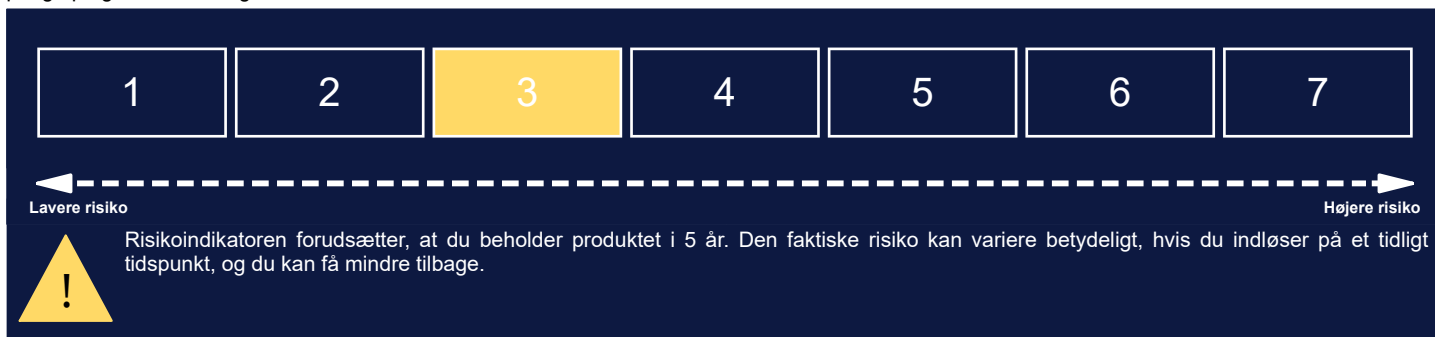 1 2 3 4 5 6 7
Lavere risiko Højere risiko
Risikoindikatoren forudsætter, at du beholder produktet i 5 år. Den faktiske risiko kan variere betydeligt, hvis du indløser på et tidligt
tidspunkt, og du kan få mindre tilbage.
!